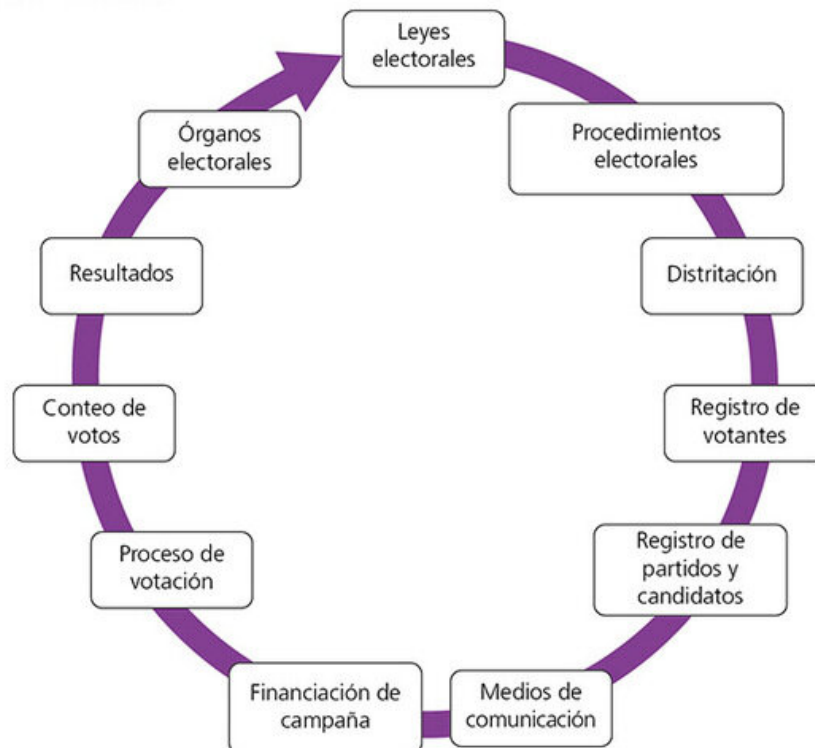 Leyes
electorales
Procedimientos
electorales
Distritación
Registro de
votantes
Registro de
partidos y
candidatos
Medios de
comunicación
Financiación de
campaña
Proceso de
votación
Conteo de
votos
Resultados
Órganos
electorales